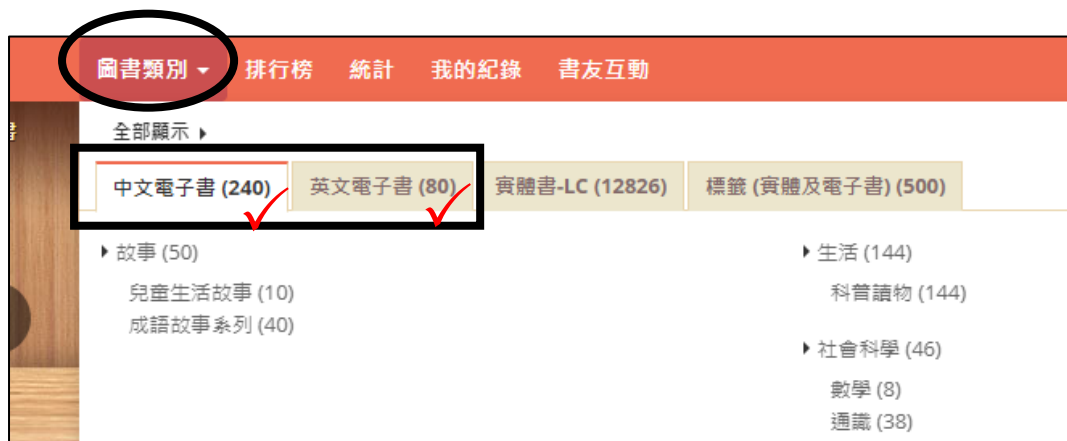 圖書類別 排行榜 統計 我的紀錄 書友互動
全部顯示
中文電子書 (240) 英文電子書 (80) 實體書-LC (12826) 標籤 (實體及電子書) (500)
故事 (50)
兒童生活故事 (10)
成語故事系列 (40)
生活 (144)
科普讀物 (144)
社會科學 (46)
數學 (8)
通識 (38)